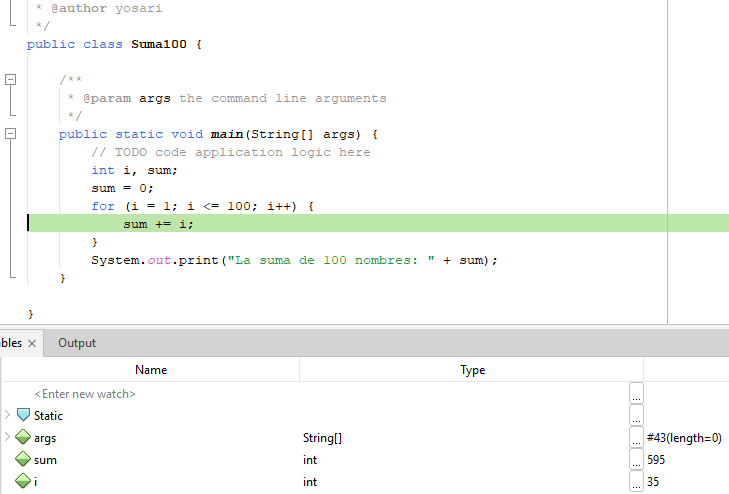 * @author yosari
*/
public class Suma100 {
/**
* @param args the command line arguments
*/
public static void main(String[] args) {
// TODO code application logic here
int i, sum;
sum = 0;
for (i = 1; i <= 100; i++) {
sum += i;
}
System.out.print("La suma de 100 nombres: " + sum);
}
}
bles × Output
Name Type
<Enter new watch> ...
Static ...
args String[] ... #43(length=0)
sum int ... 595
i int ... 35